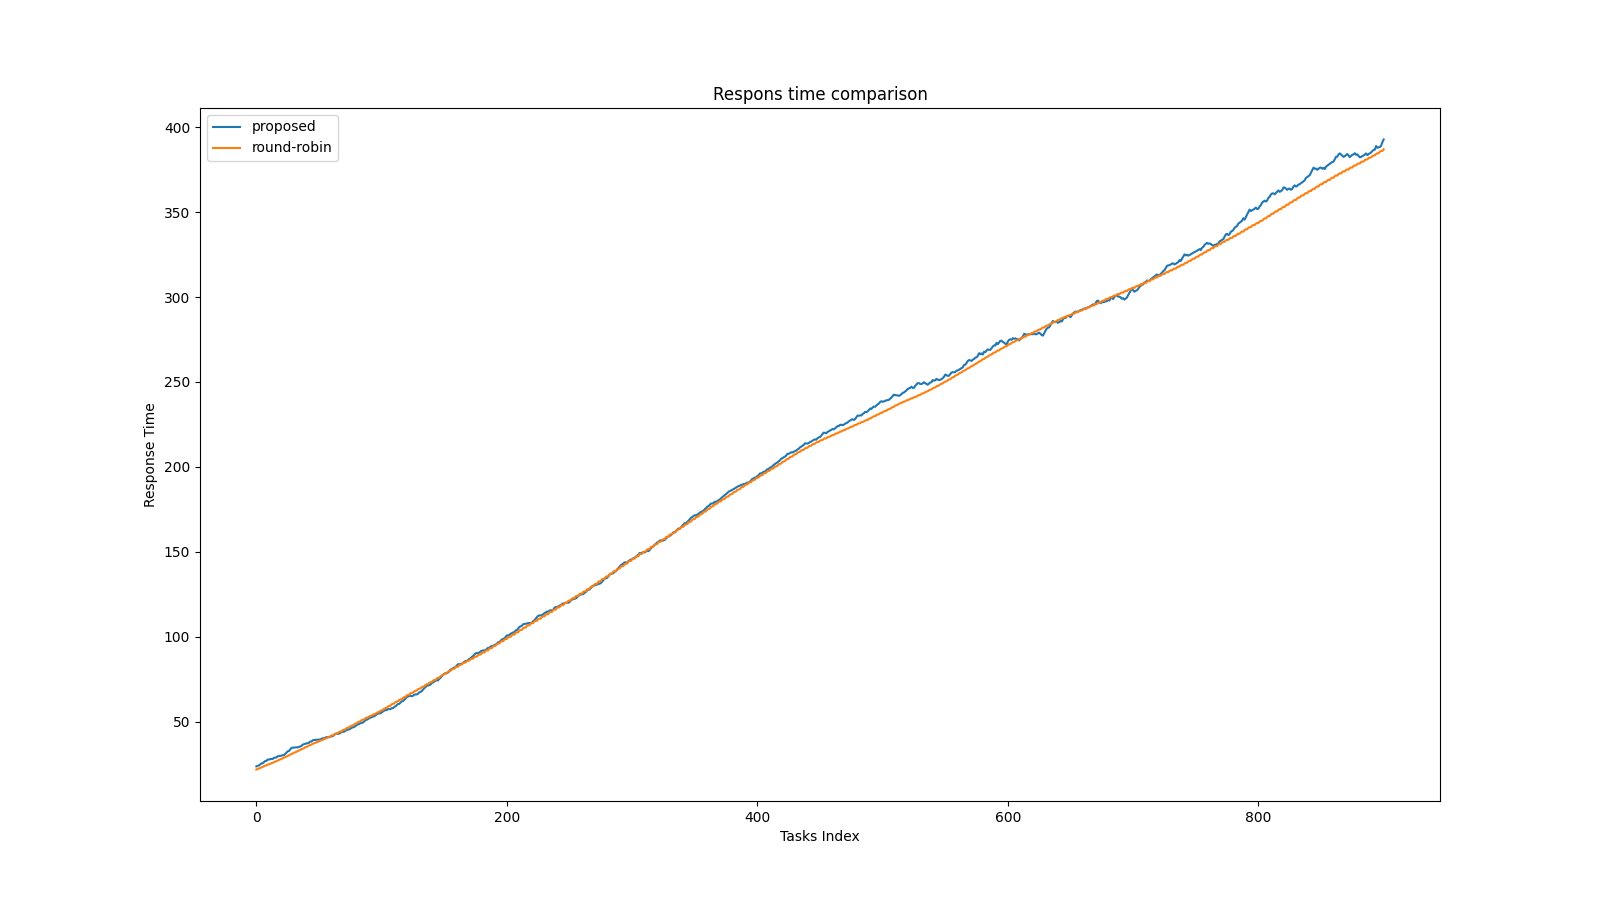 Respons time comparison
proposed
round-robin
400
350
300
250
200
150
100
50
Response Time
0 200 400 600 800
Tasks Index